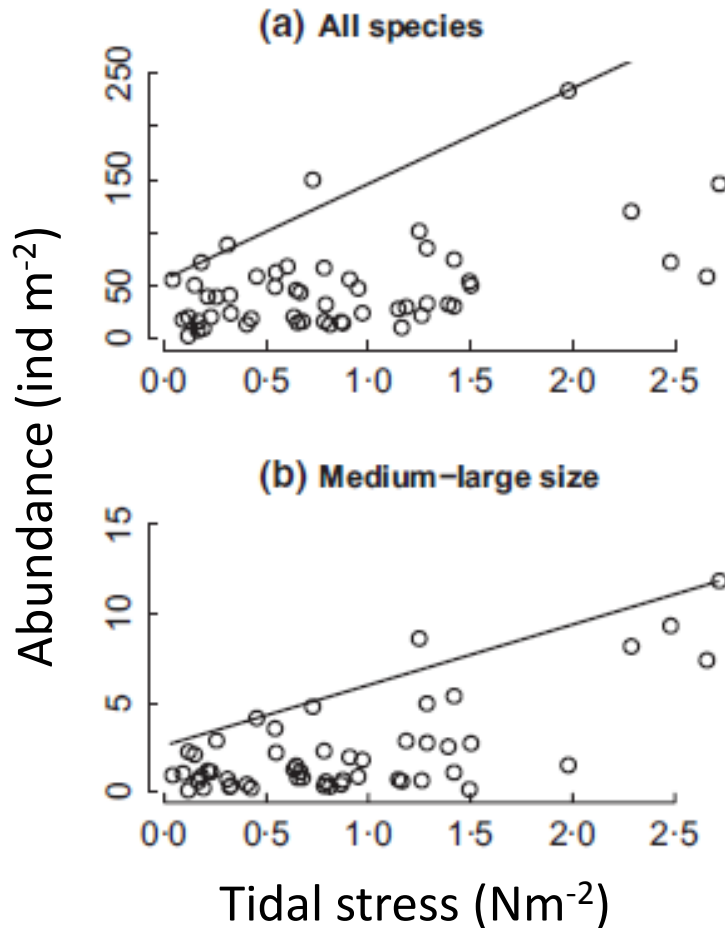 (a) All species
250
150
50
0
0·0 0·5 1·0 1·5 2·0 2·5
(b) Medium–large size
15
10
5
0
0·0 0·5 1·0 1·5 2·0 2·5
Abundance (ind m⁻²)
Tidal stress (Nm⁻²)